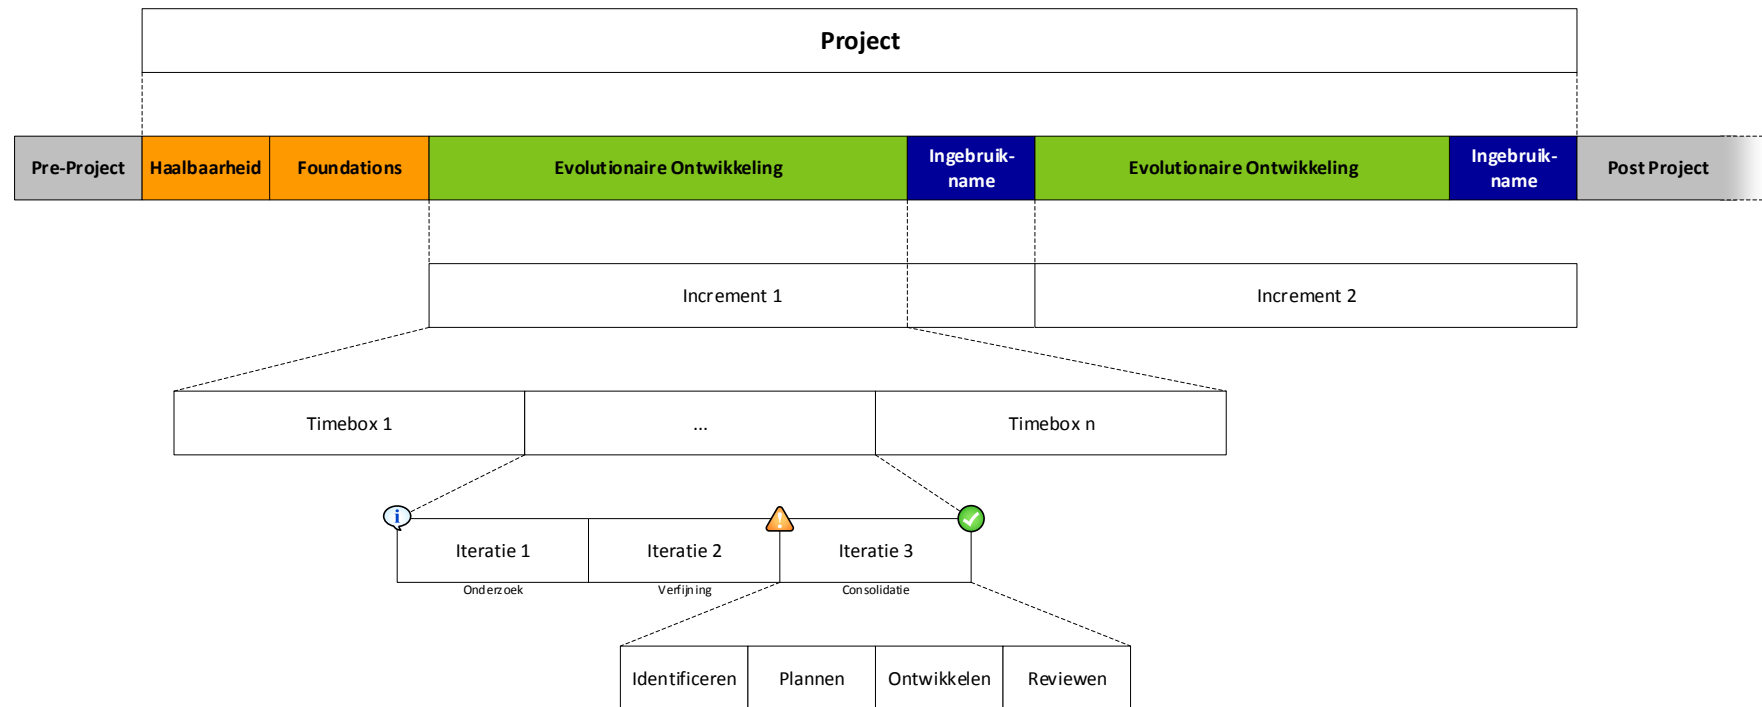 Project
Pre-Project
Haalbaarheid
Foundations
Evolutionaire Ontwikkeling
Ingebruik-
name
Evolutionaire Ontwikkeling
Ingebruik-
name
Post Project
Increment 1
Increment 2
Timebox 1
...
Timebox n
i
!
Iteratie 1
Iteratie 2
Iteratie 3
Onderzoek
Verfijning
Consolidatie
Identificeren
Plannen
Ontwikkelen
Reviewen